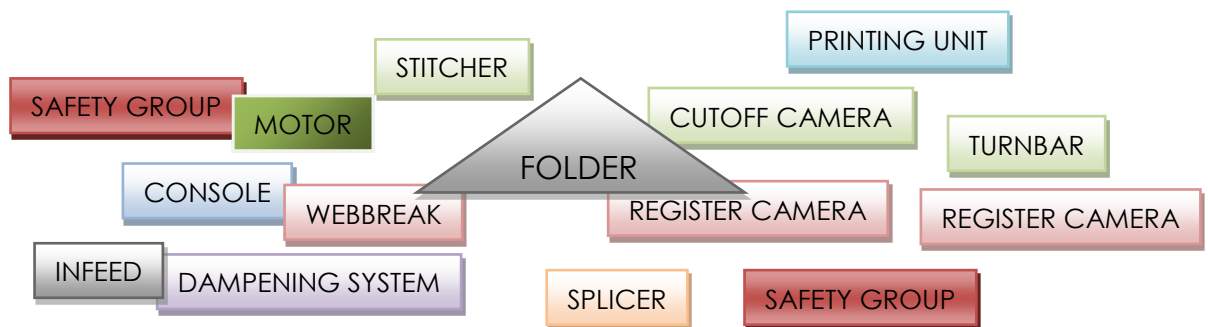 PRINTING UNIT
STITCHER
SAFETY GROUP
MOTOR
CUTOFF CAMERA
TURNBAR
FOLDER
CONSOLE
WEBBREAK
REGISTER CAMERA
REGISTER CAMERA
INFEED
DAMPENING SYSTEM
SPLICER
SAFETY GROUP